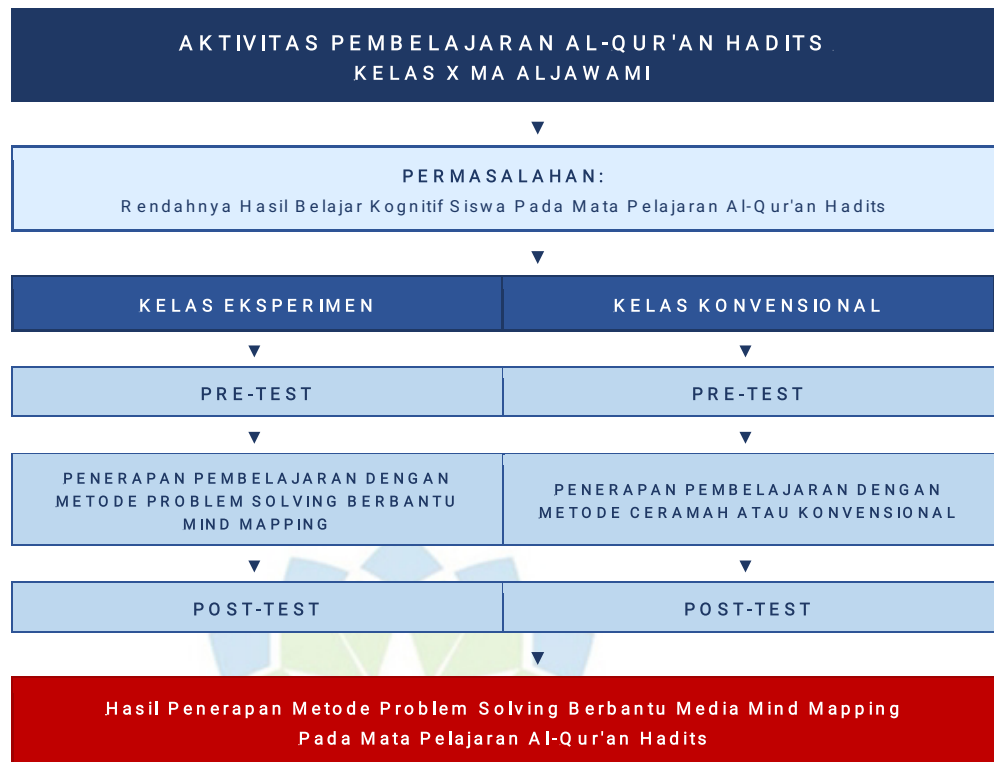 AKTIVITAS PEMBELAJARAN AL-QUR'AN HADITS
KELAS X MA ALJAWAMI
PERMASALAHAN:
Rendahnya Hasil Belajar Kognitif Siswa Pada Mata Pelajaran Al-Qur'an Hadits
KELAS EKSPERIMEN
KELAS KONVENSIONAL
PRE-TEST
PRE-TEST
PENERAPAN PEMBELAJARAN DENGAN
METODE PROBLEM SOLVING BERBANTU
MIND MAPPING
PENERAPAN PEMBELAJARAN DENGAN
METODE CERAMAH ATAU KONVENSIONAL
POST-TEST
POST-TEST
Hasil Penerapan Metode Problem Solving Berbantu Media Mind Mapping
Pada Mata Pelajaran Al-Qur'an Hadits